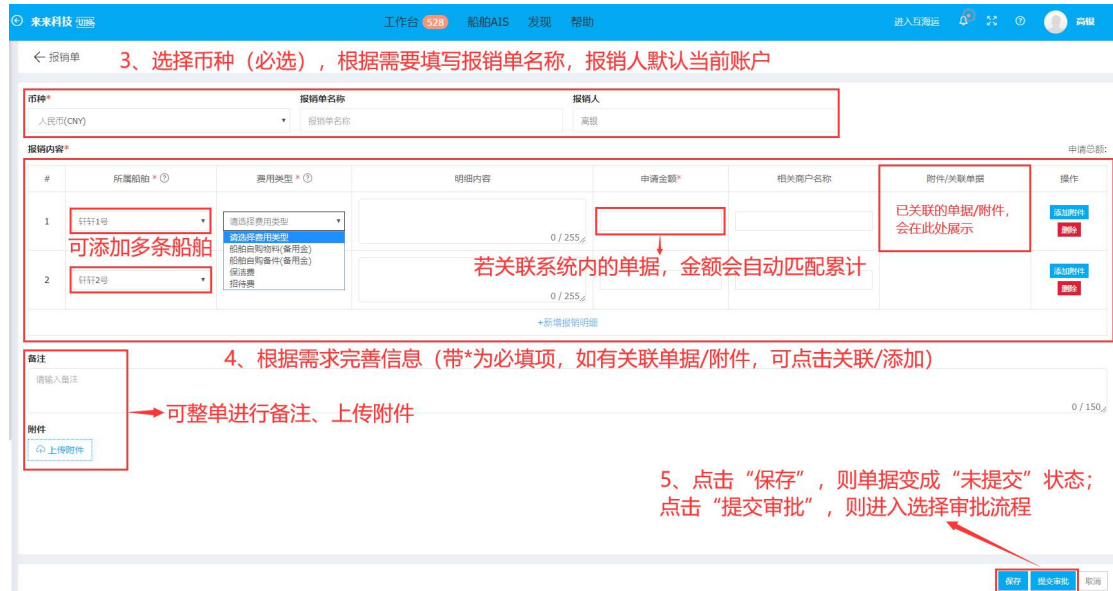 来来科技 切换
工作台 528 船舶AIS 发现 帮助
进入互海运
高银
报销单
3、选择币种（必选），根据需要填写报销单名称，报销人默认当前账户
币种* 报销单名称 报销人
人民币(CNY) 报销单名称 高银
报销内容* 申请总额:
# 所属船舶 * 费用类型 * 明细内容 申请金额* 相关商户名称 附件/关联单据 操作
1 轩轩1号 请选择费用类型 0 / 255 添加附件 删除
请选择费用类型
船舶自购物料(备用金)
船舶自购备件(备用金)
保洁费
招待费
可添加多条船舶
已关联的单据/附件，
会在此处展示
若关联系统内的单据，金额会自动匹配累计
2 轩轩2号 0 / 255 添加附件 删除
+新增报销明细
4、根据需求完善信息（带*为必填项，如有关联单据/附件，可点击关联/添加）
备注
请输入备注
0 / 150
可整单进行备注、上传附件
附件
上传附件
5、点击“保存”，则单据变成“未提交”状态；
点击“提交审批”，则进入选择审批流程
保存 提交审批 取消